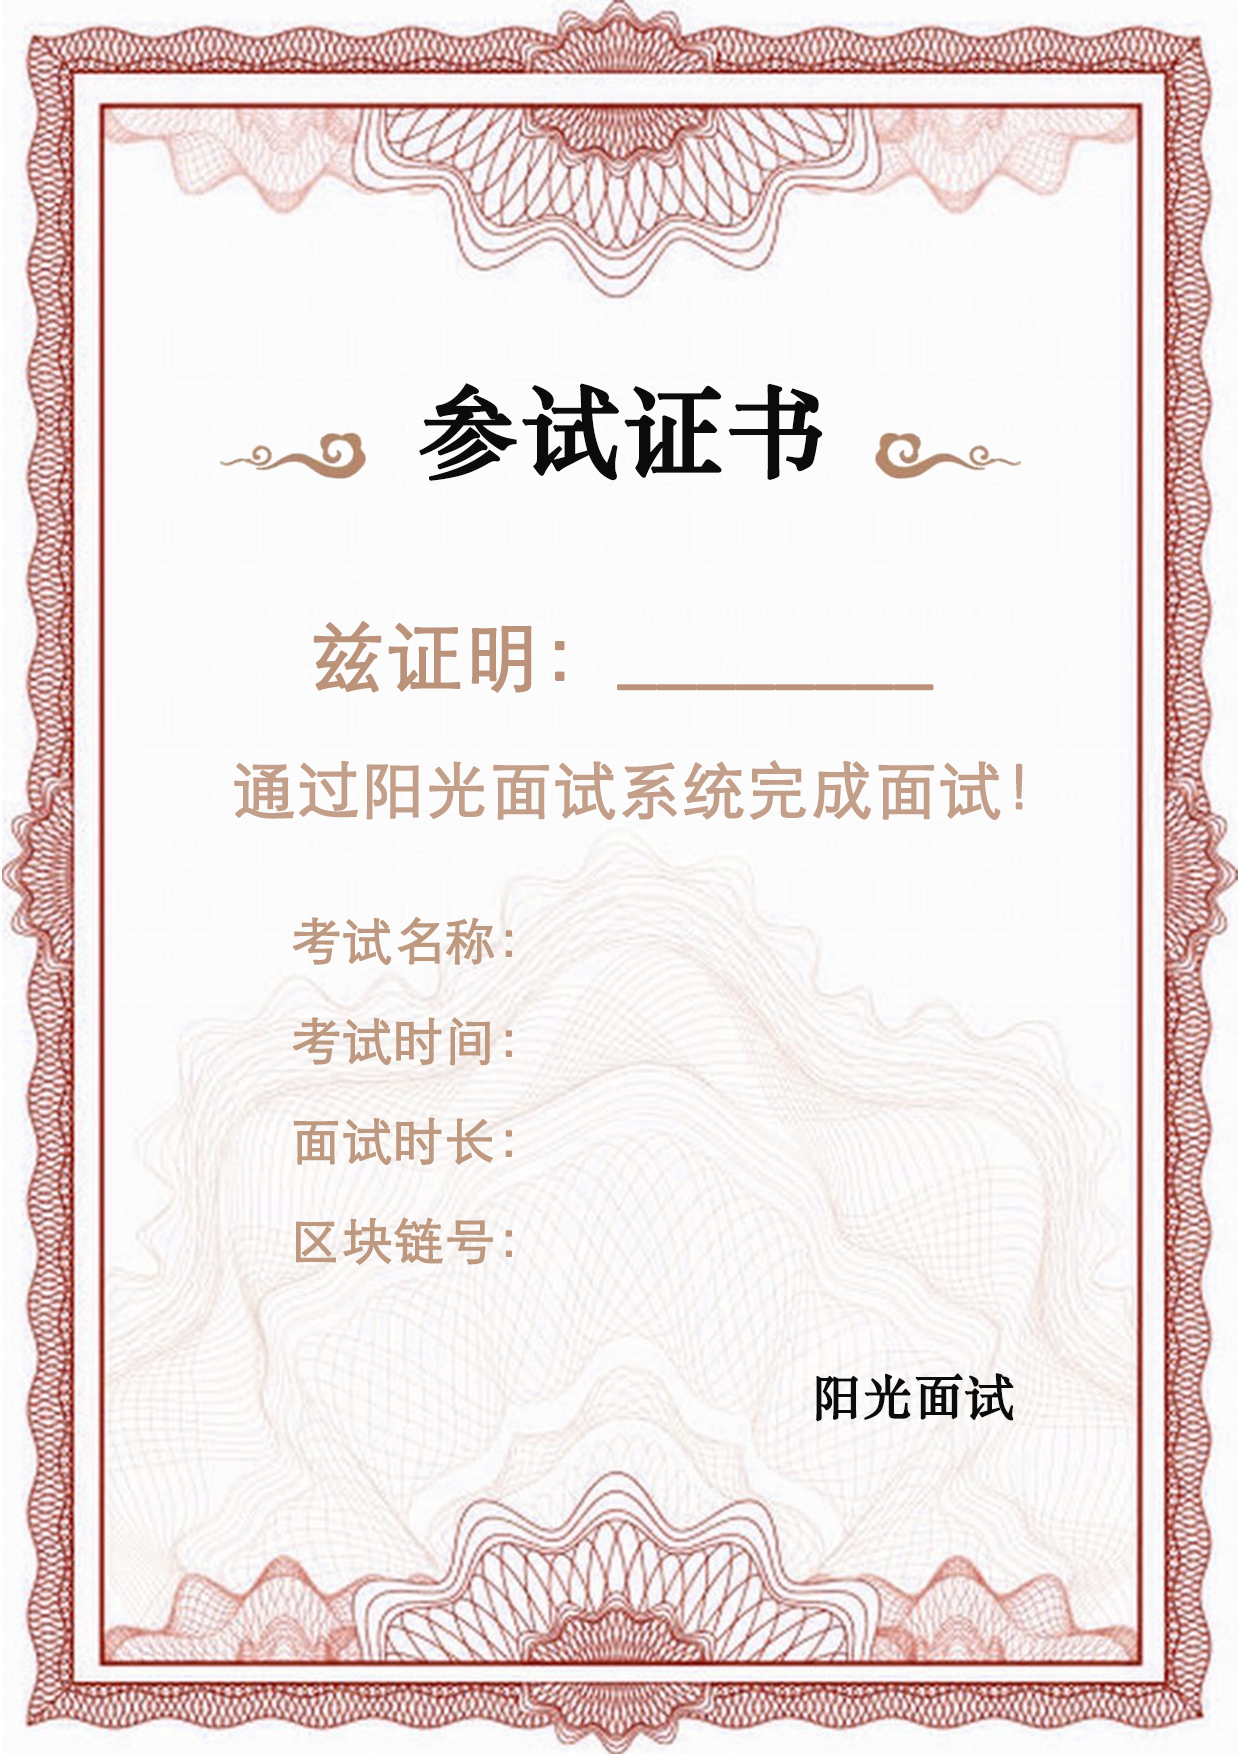 参试证书
兹证明：________
通过阳光面试系统完成面试！
考试名称：
考试时间：
面试时长：
区块链号：
阳光面试